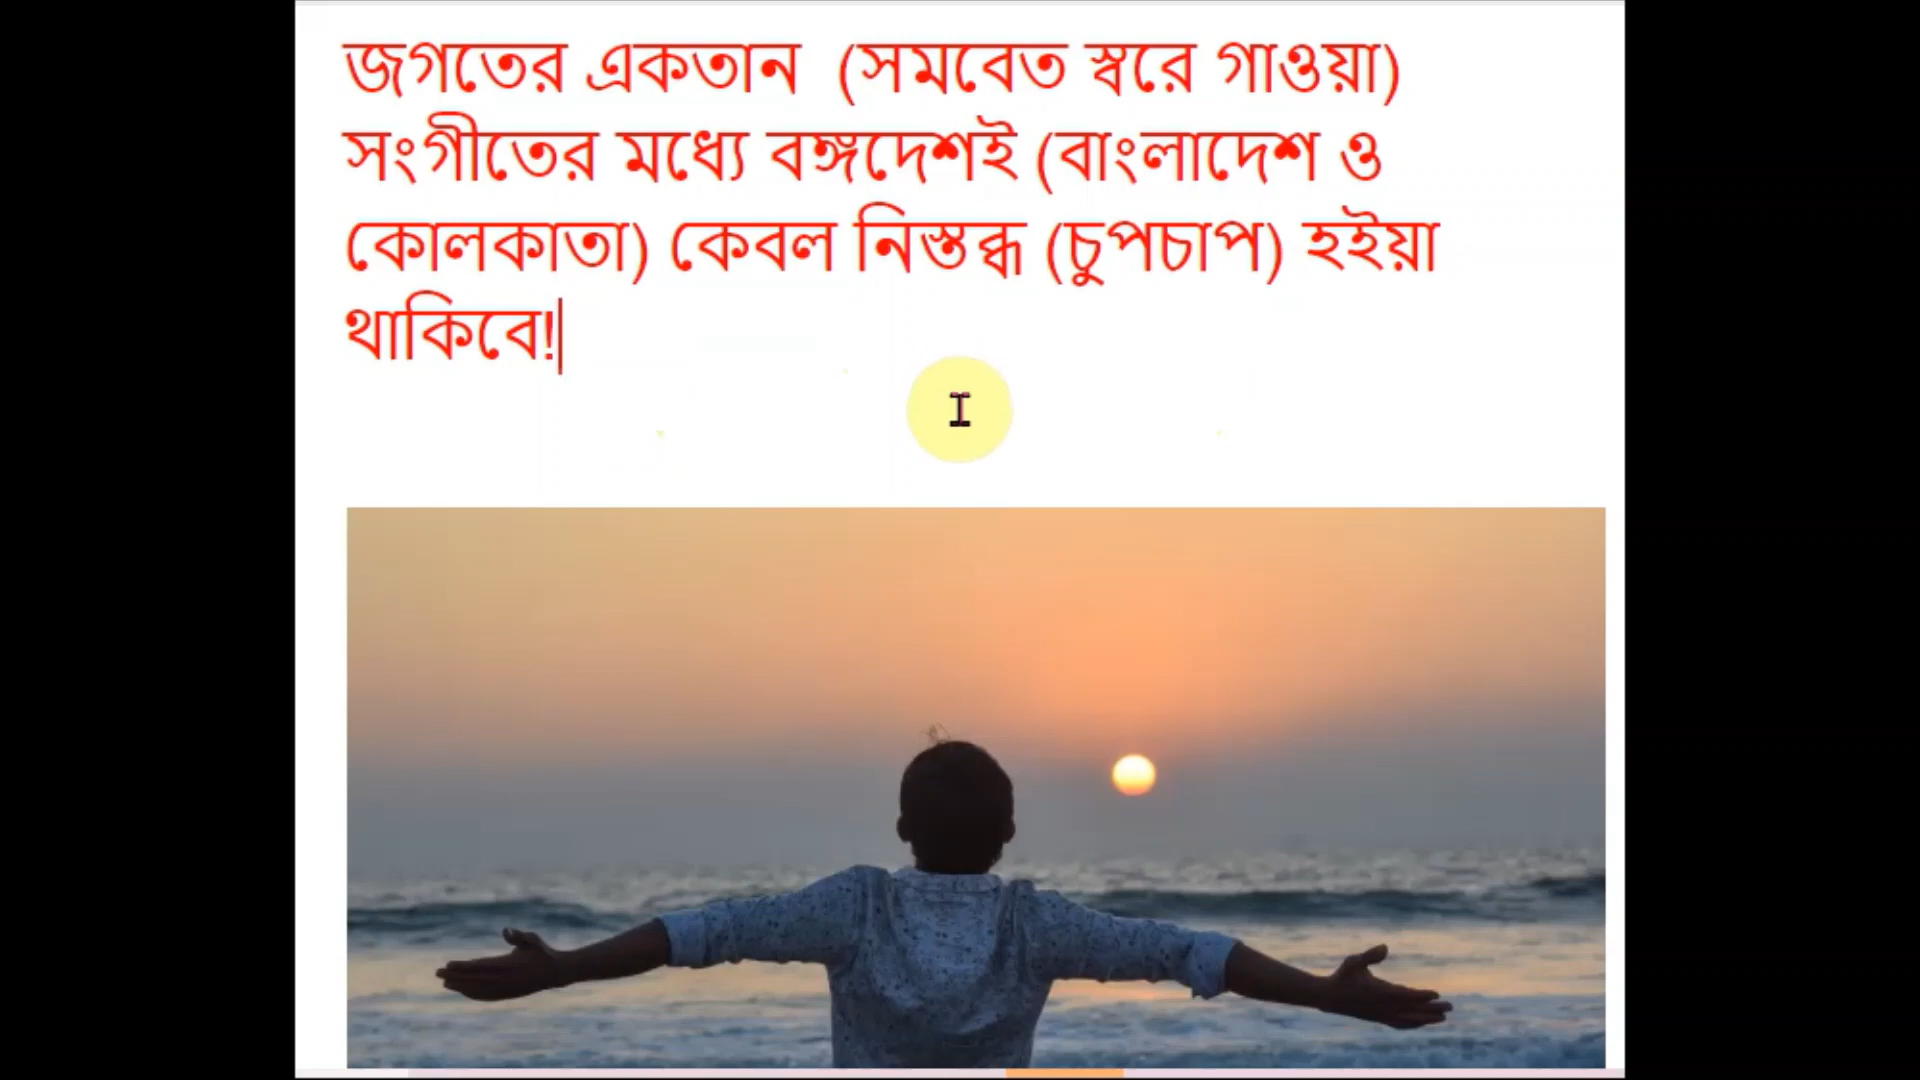 জগতের একতান (সমবেত স্বরে গাওয়া)
সংগীতের মধ্যে বঙ্গদেশই (বাংলাদেশ ও
কোলকাতা) কেবল নিস্তব্ধ (চুপচাপ) হইয়া
থাকিবে!